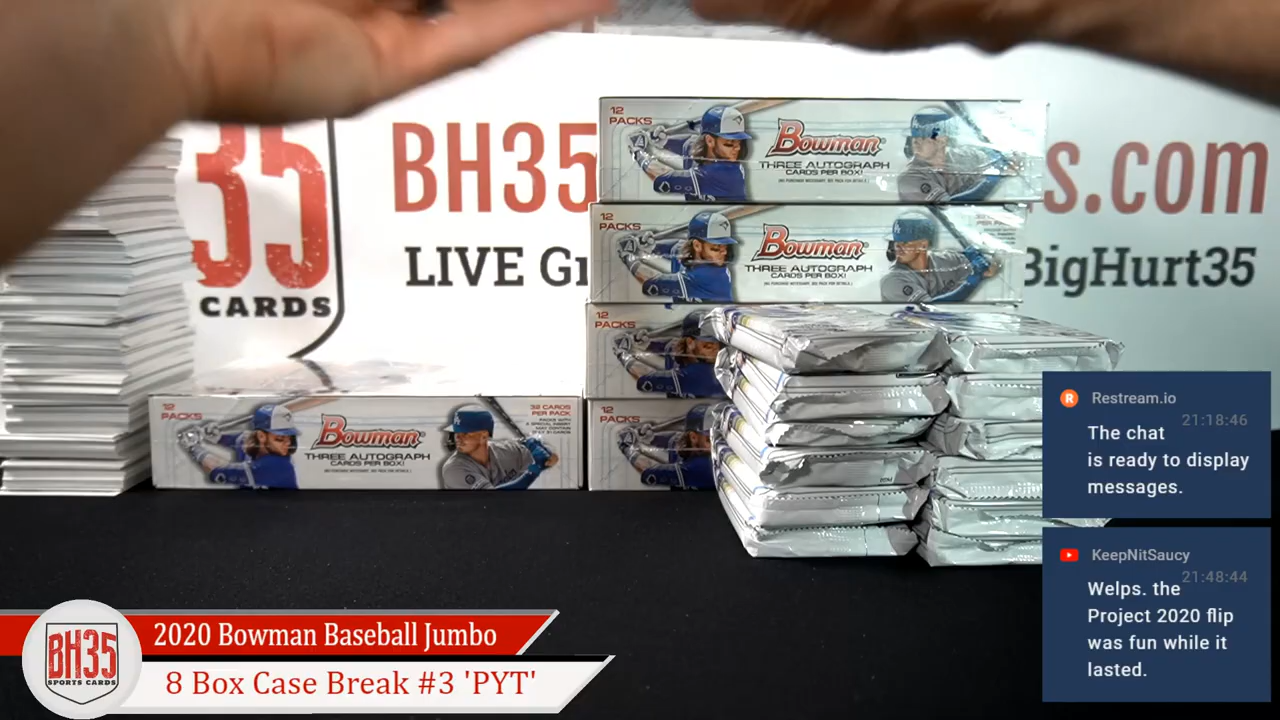 35
CARDS
BH35
s.com
LIVE Gr
BigHurt35
12
PACKS
Bowman
THREE AUTOGRAPH
CARDS PER BOX!
12
PACKS
Bowman
THREE AUTOGRAPH
CARDS PER BOX!
12
PACKS
12
PACKS
12
PACKS
Bowman
THREE AUTOGRAPH
CARDS PER BOX!
32 CARDS
PER PACK
Restream.io
21:18:46
The chat
is ready to display
messages.
KeepNitSaucy
21:48:44
Welps. the
Project 2020 flip
was fun while it
lasted.
BH35
SPORTS CARDS
2020 Bowman Baseball Jumbo
8 Box Case Break #3 'PYT'